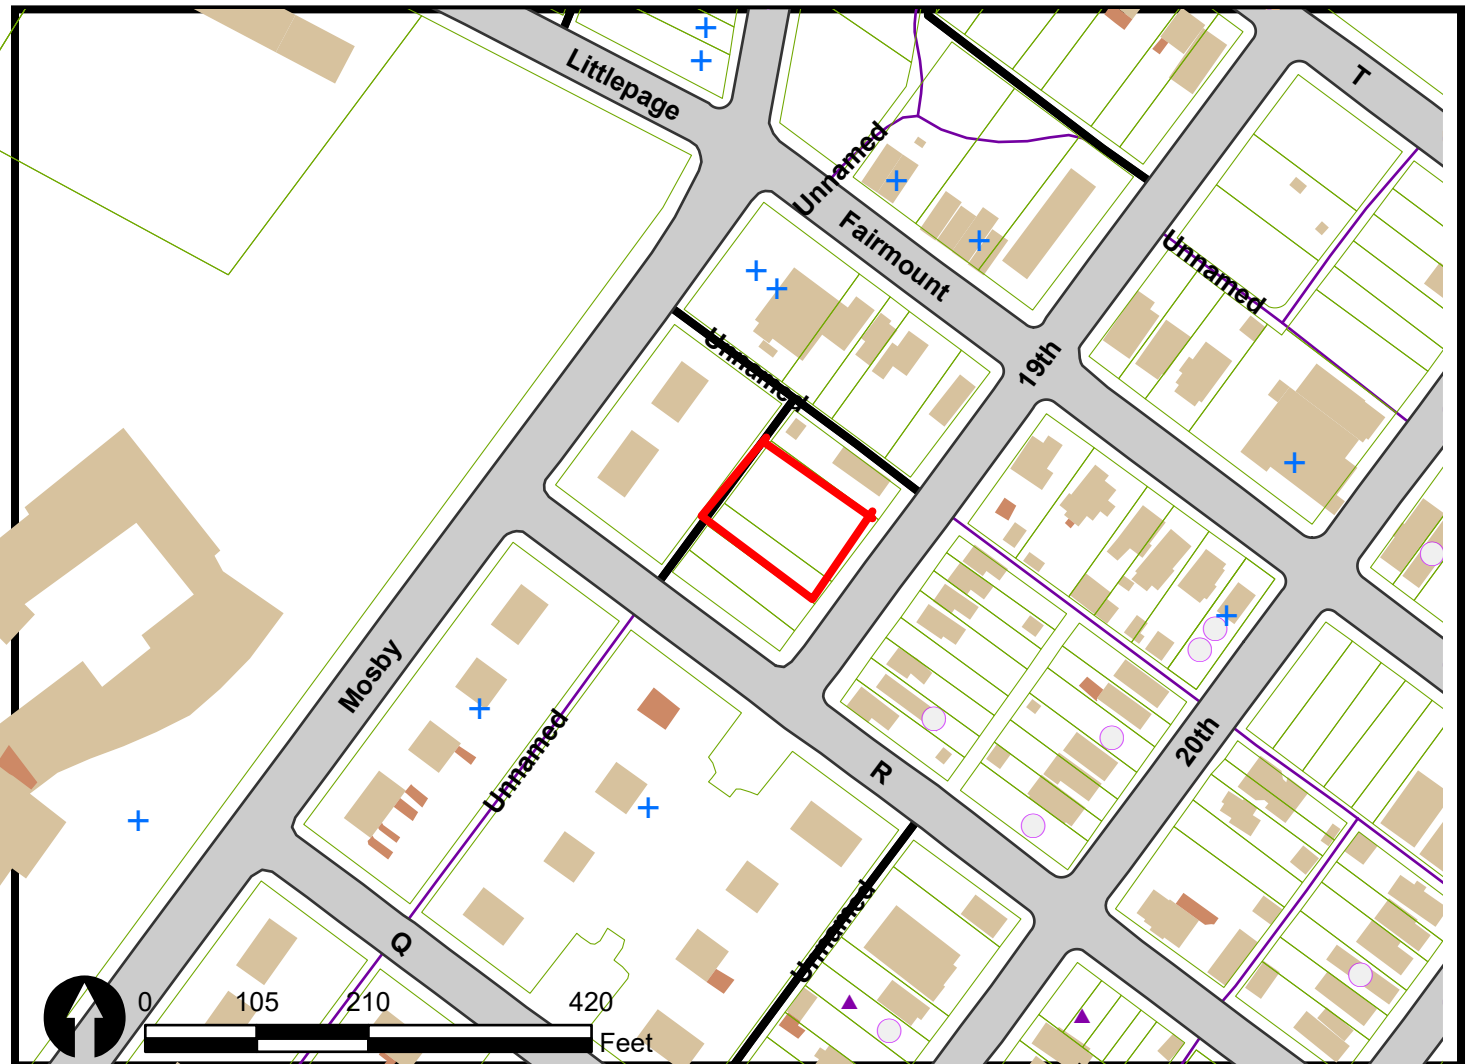 Littlepage
T
Unnamed
Fairmount
Unnamed
Unnamed
19th
Mosby
Unnamed
20th
R
Unnamed
Q
0 105 210 420
Feet